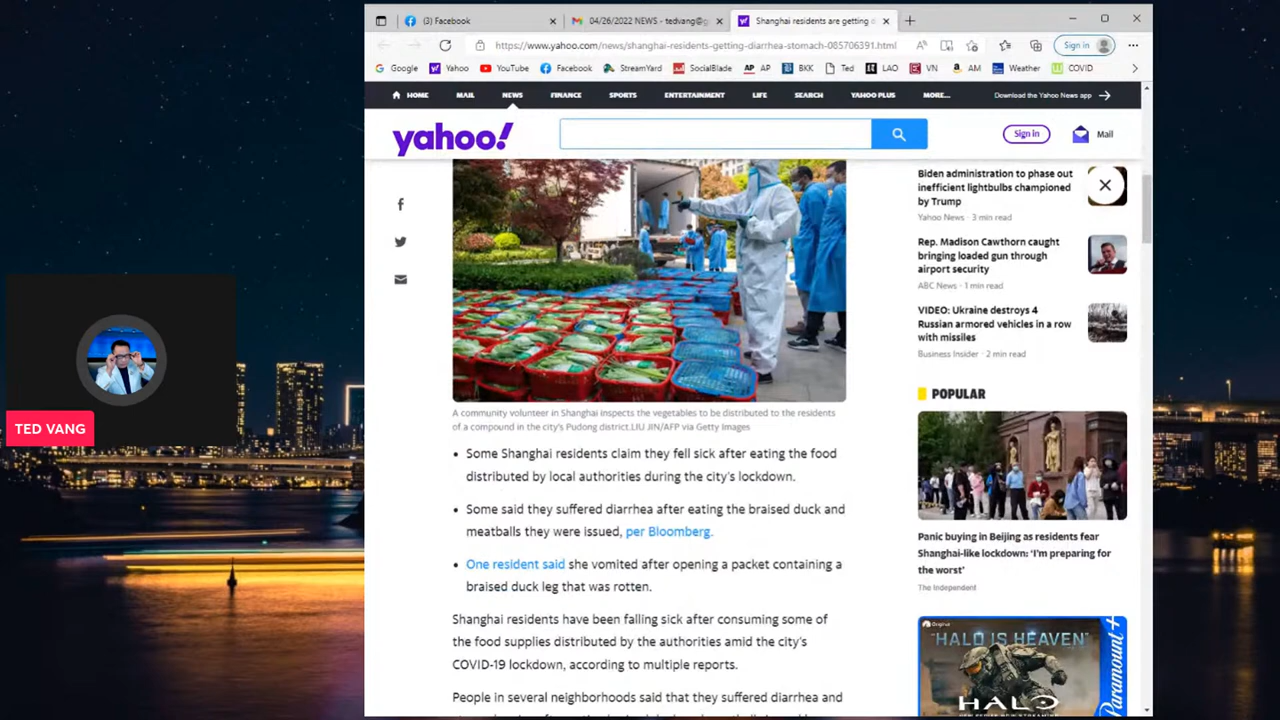 (3) Facebook
04/26/2022 NEWS - tedvang@g
Shanghai residents are getting d
https://www.yahoo.com/news/shanghai-residents-getting-diarrhea-stomach-085706391.html
Sign in
Google Yahoo YouTube Facebook StreamYard SocialBlade AP AP BKK Ted LAO VN AM Weather COVID
HOME MAIL NEWS FINANCE SPORTS ENTERTAINMENT LIFE SEARCH YAHOO PLUS MORE... Download the Yahoo News app
yahoo!
Sign in
Mail
A community volunteer in Shanghai inspects the vegetables to be distributed to the residents
of a compound in the city's Pudong district.LIU JIN/AFP via Getty Images
• Some Shanghai residents claim they fell sick after eating the food
distributed by local authorities during the city's lockdown.
• Some said they suffered diarrhea after eating the braised duck and
meatballs they were issued, per Bloomberg.
• One resident said she vomited after opening a packet containing a
braised duck leg that was rotten.
Shanghai residents have been falling sick after consuming some of
the food supplies distributed by the authorities amid the city's
COVID-19 lockdown, according to multiple reports.
People in several neighborhoods said that they suffered diarrhea and
Biden administration to phase out
inefficient lightbulbs championed
by Trump
Yahoo News · 3 min read
Rep. Madison Cawthorn caught
bringing loaded gun through
airport security
ABC News · 1 min read
VIDEO: Ukraine destroys 4
Russian armored vehicles in a row
with missiles
Business Insider · 2 min read
POPULAR
Panic buying in Beijing as residents fear
Shanghai-like lockdown: 'I'm preparing for
the worst'
The Independent
Original
"HALO IS HEAVEN"
HALO
Paramount+
TED VANG